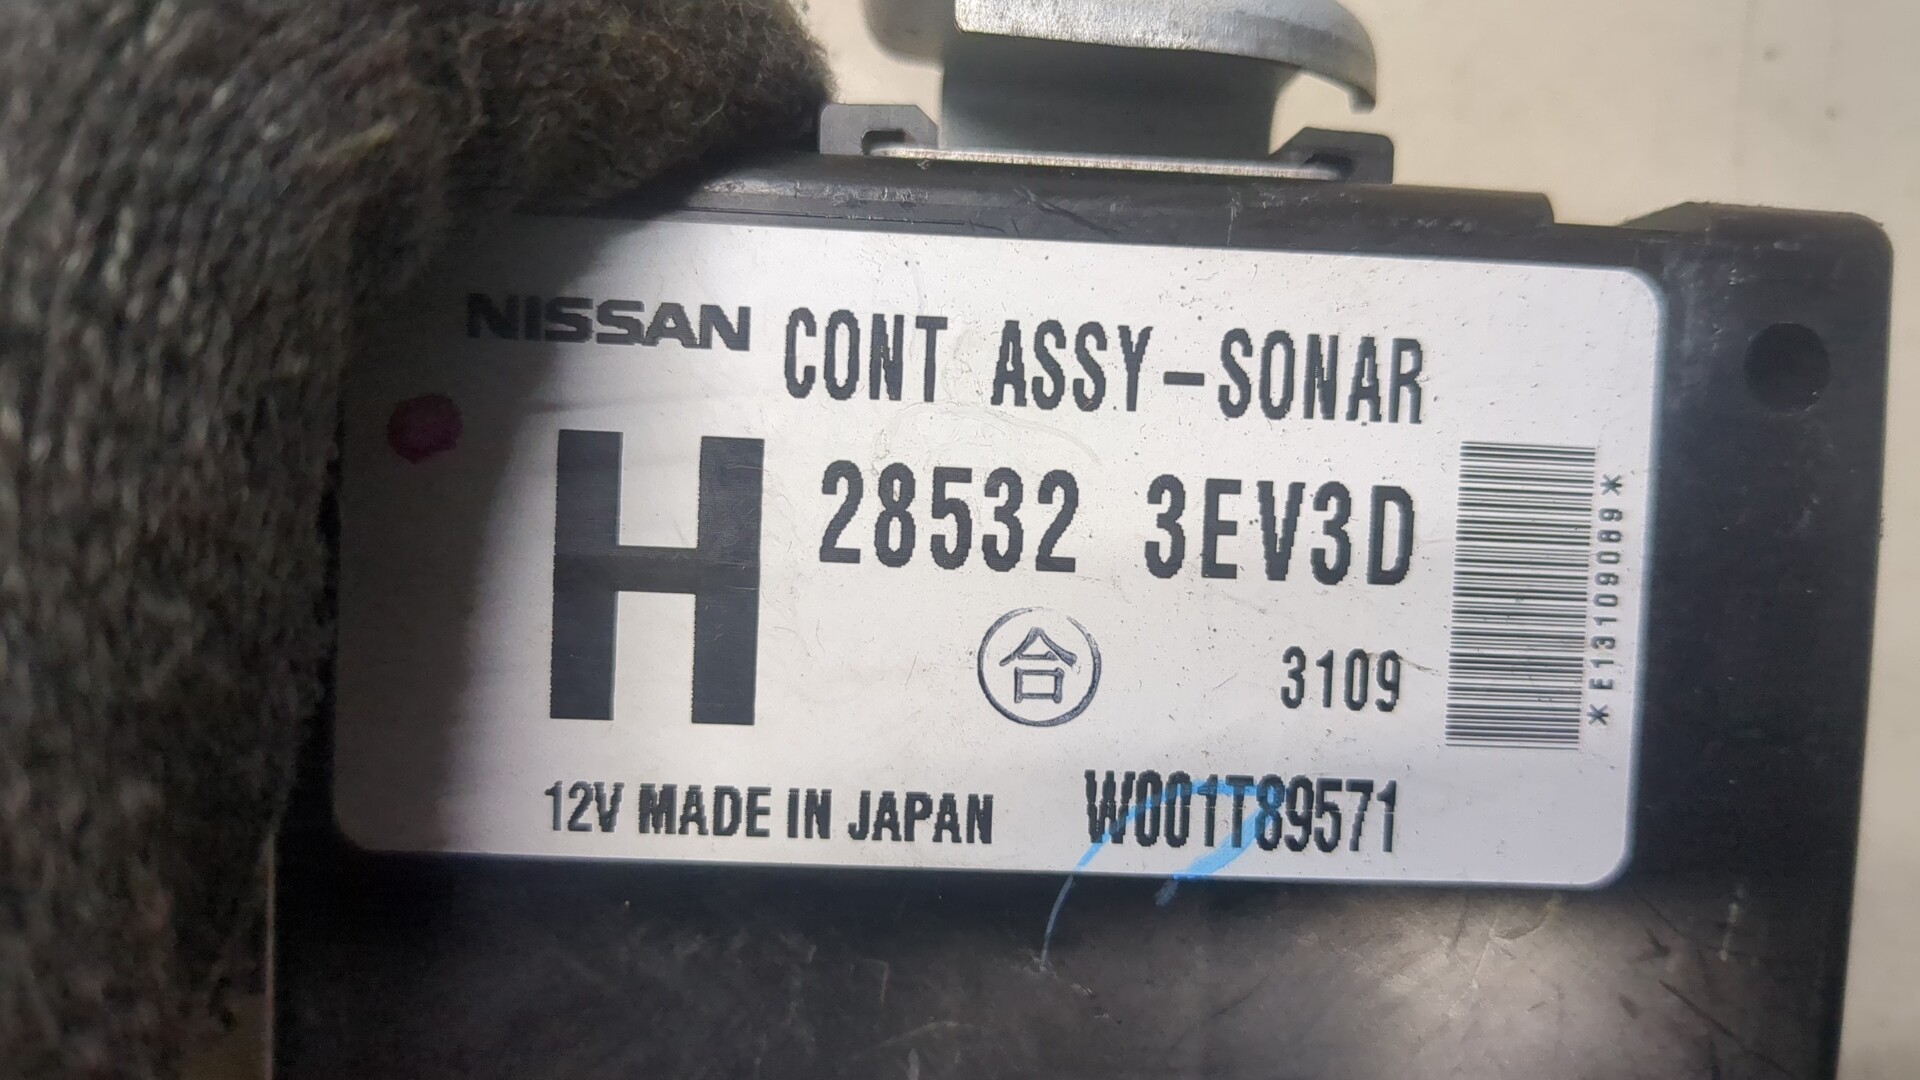 NISSAN CONT ASSY-SONAR
H
28532 3EV3D
合
3109
12V MADE IN JAPAN W001T89571
*E13109089*